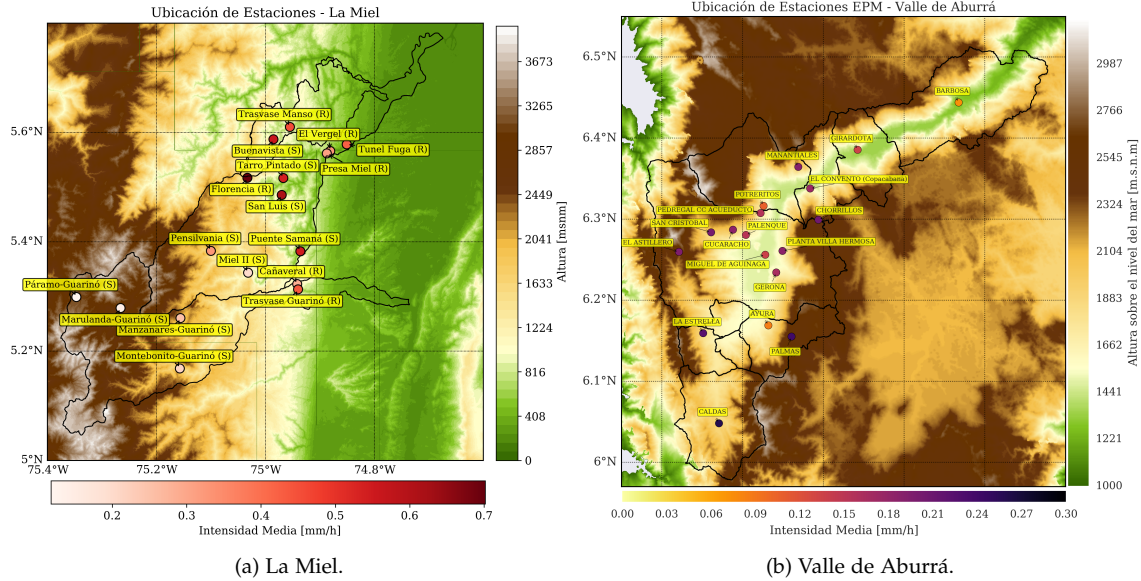 Ubicación de Estaciones - La Miel
5.6°N
5.4°N
5.2°N
5°N
75.4°W
75.2°W
75°W
74.8°W
Trasvase Manso (R)
El Vergel (R)
Buenavista (S)
Tunel Fuga (R)
Tarro Pintado (S)
Presa Miel (R)
Florencia (R)
San Luis (S)
Pensilvania (S)
Puente Samaná (S)
Miel II (S)
Cañaveral (R)
Páramo-Guarinó (S)
Trasvase Guarinó (R)
Marulanda-Guarinó (S)
Manzanares-Guarinó (S)
Montebonito-Guarinó (S)
3673
3265
2857
2449
2041
1633
1224
816
408
0
Altura [msnm]
0.2
0.3
0.4
0.5
0.6
0.7
Intensidad Media [mm/h]
(a) La Miel.
Ubicación de Estaciones EPM - Valle de Aburrá
6.5°N
6.4°N
6.3°N
6.2°N
6.1°N
6°N
BARBOSA
GIRARDOTA
MANANTIALES
EL CONVENTO (Copacabana)
POTRERITOS
PEDREGAL CC ACUEDUCTO
CHORRILLOS
SAN CRISTOBAL
PALENQUE
EL ASTILLERO
CUCARACHO
PLANTA VILLA HERMOSA
MIGUEL DE AGUINAGA
GERONA
LA ESTRELLA
AYURA
PALMAS
CALDAS
2987
2766
2545
2324
2104
1883
1662
1441
1221
1000
Altura sobre el nivel del mar [m.s.n.m]
0.00
0.03
0.06
0.09
0.12
0.15
0.18
0.21
0.24
0.27
0.30
Intensidad Media [mm/h]
(b) Valle de Aburrá.